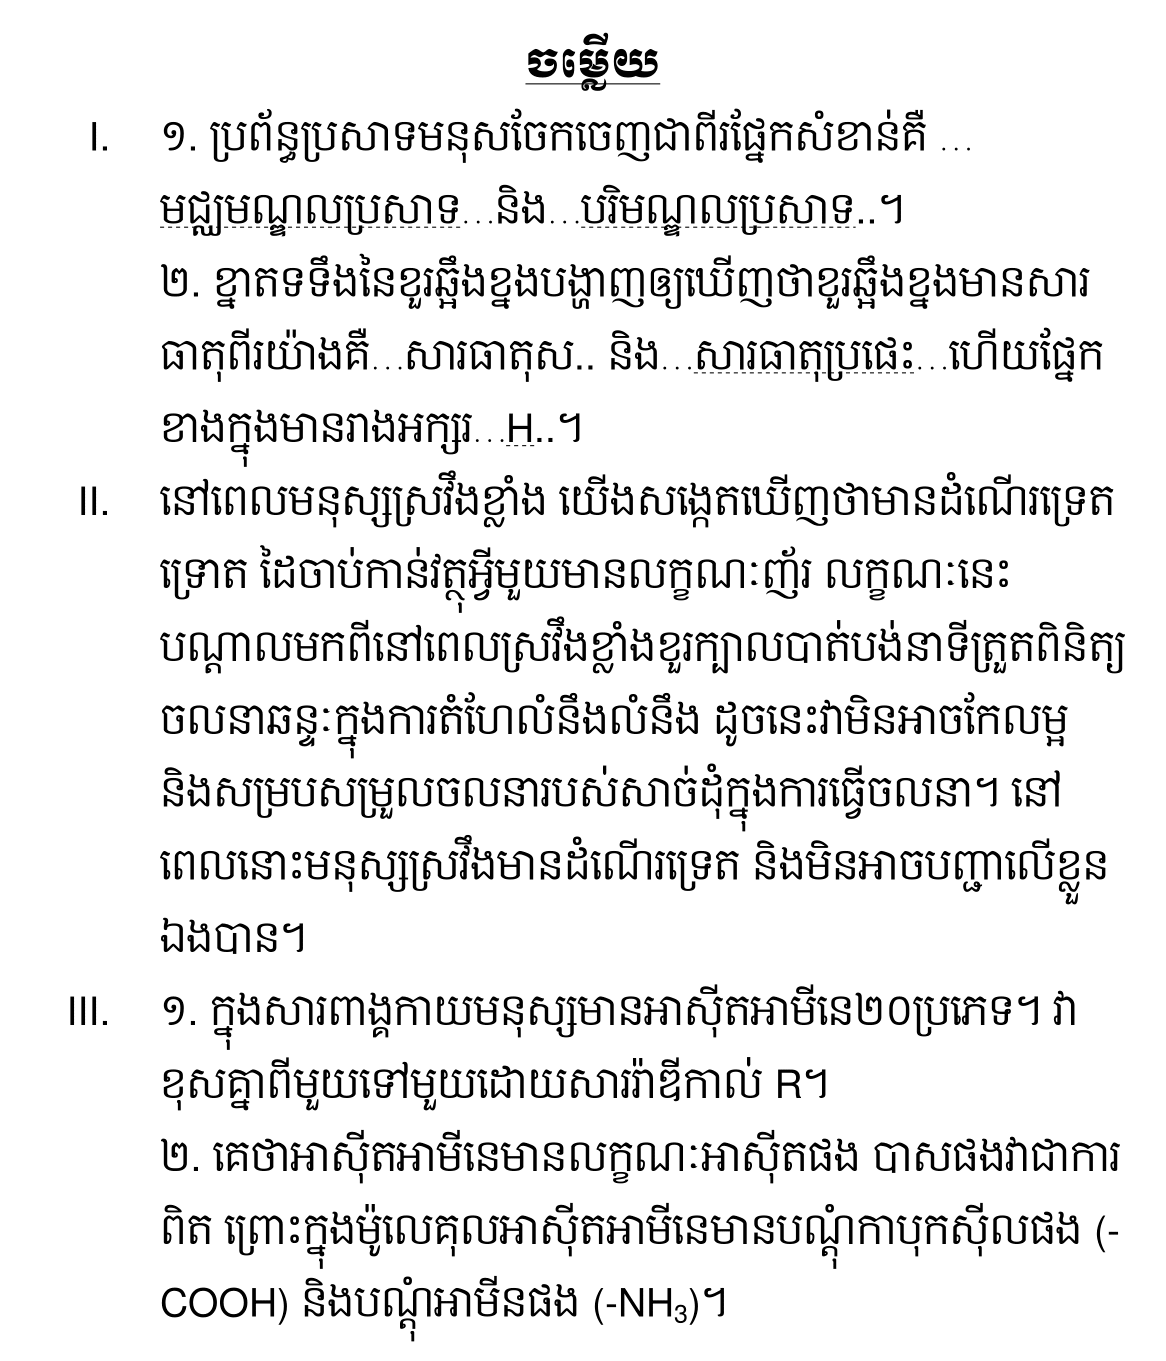 ចម្លើយ
I. ១. ប្រព័ន្ធប្រសាទមនុសចែកចេញជាពីរផ្នែកសំខាន់គឺ ...
មជ្ឈមណ្ឌលប្រសាទ...និង...បរិមណ្ឌលប្រសាទ..។
២. ខ្នាតទទឹងនៃខួរឆ្អឹងខ្នងបង្ហាញឲ្យឃើញថាខួរឆ្អឹងខ្នងមានសារ
ធាតុពីរយ៉ាងគឺ...សារធាតុស.. និង...សារធាតុប្រផេះ...ហើយផ្នែក
ខាងក្នុងមានរាងអក្សរ...H..។
II. នៅពេលមនុស្សស្រវឹងខ្លាំង យើងសង្កេតឃើញថាមានដំណើរទ្រេត
ទ្រោត ដៃចាប់កាន់វត្ថុអ្វីមួយមានលក្ខណៈញ័រ លក្ខណៈនេះ
បណ្តាលមកពីនៅពេលស្រវឹងខ្លាំងខួរក្បាលបាត់បង់នាទីត្រួតពិនិត្យ
ចលនាឆន្ទៈក្នុងការតំហែលំនឹងលំនឹង ដូចនេះវាមិនអាចកែលម្អ
និងសម្របសម្រួលចលនារបស់សាច់ដុំក្នុងការធ្វើចលនា។ នៅ
ពេលនោះមនុស្សស្រវឹងមានដំណើរទ្រេត និងមិនអាចបញ្ជាលើខ្លួន
ឯងបាន។
III. ១. ក្នុងសារពាង្គកាយមនុស្សមានអាស៊ីតអាមីនេ២០ប្រភេទ។ វា
ខុសគ្នាពីមួយទៅមួយដោយសាររ៉ាឌីកាល់ R។
២. គេថាអាស៊ីតអាមីនេមានលក្ខណៈអាស៊ីតផង បាសផងវាជាការ
ពិត ព្រោះក្នុងម៉ូលេគុលអាស៊ីតអាមីនេមានបណ្តុំកាបុកស៊ីលផង (-
COOH) និងបណ្តុំអាមីនផង (-NH₃)។